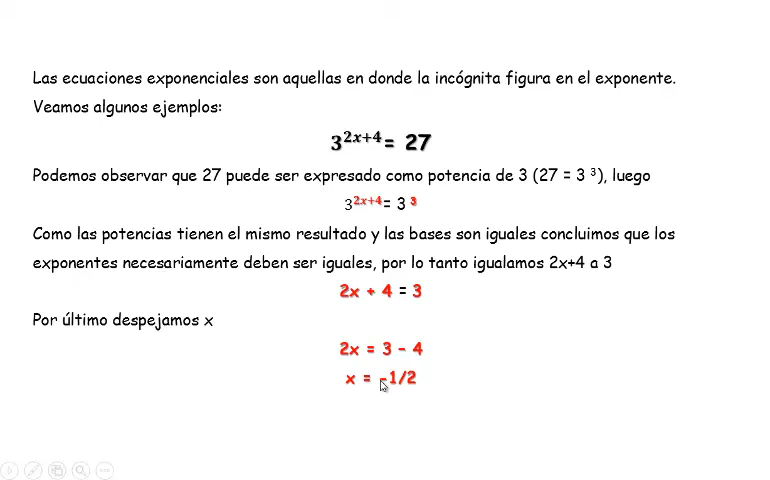 Las ecuaciones exponenciales son aquellas en donde la incógnita figura en el exponente.
Veamos algunos ejemplos:
3^{2x+4} = 27
Podemos observar que 27 puede ser expresado como potencia de 3 (27 = 3 ³), luego
3^{2x+4} = 3 ³
Como las potencias tienen el mismo resultado y las bases son iguales concluimos que los
exponentes necesariamente deben ser iguales, por lo tanto igualamos 2x+4 a 3
2x + 4 = 3
Por último despejamos x
2x = 3 – 4
x = -1/2